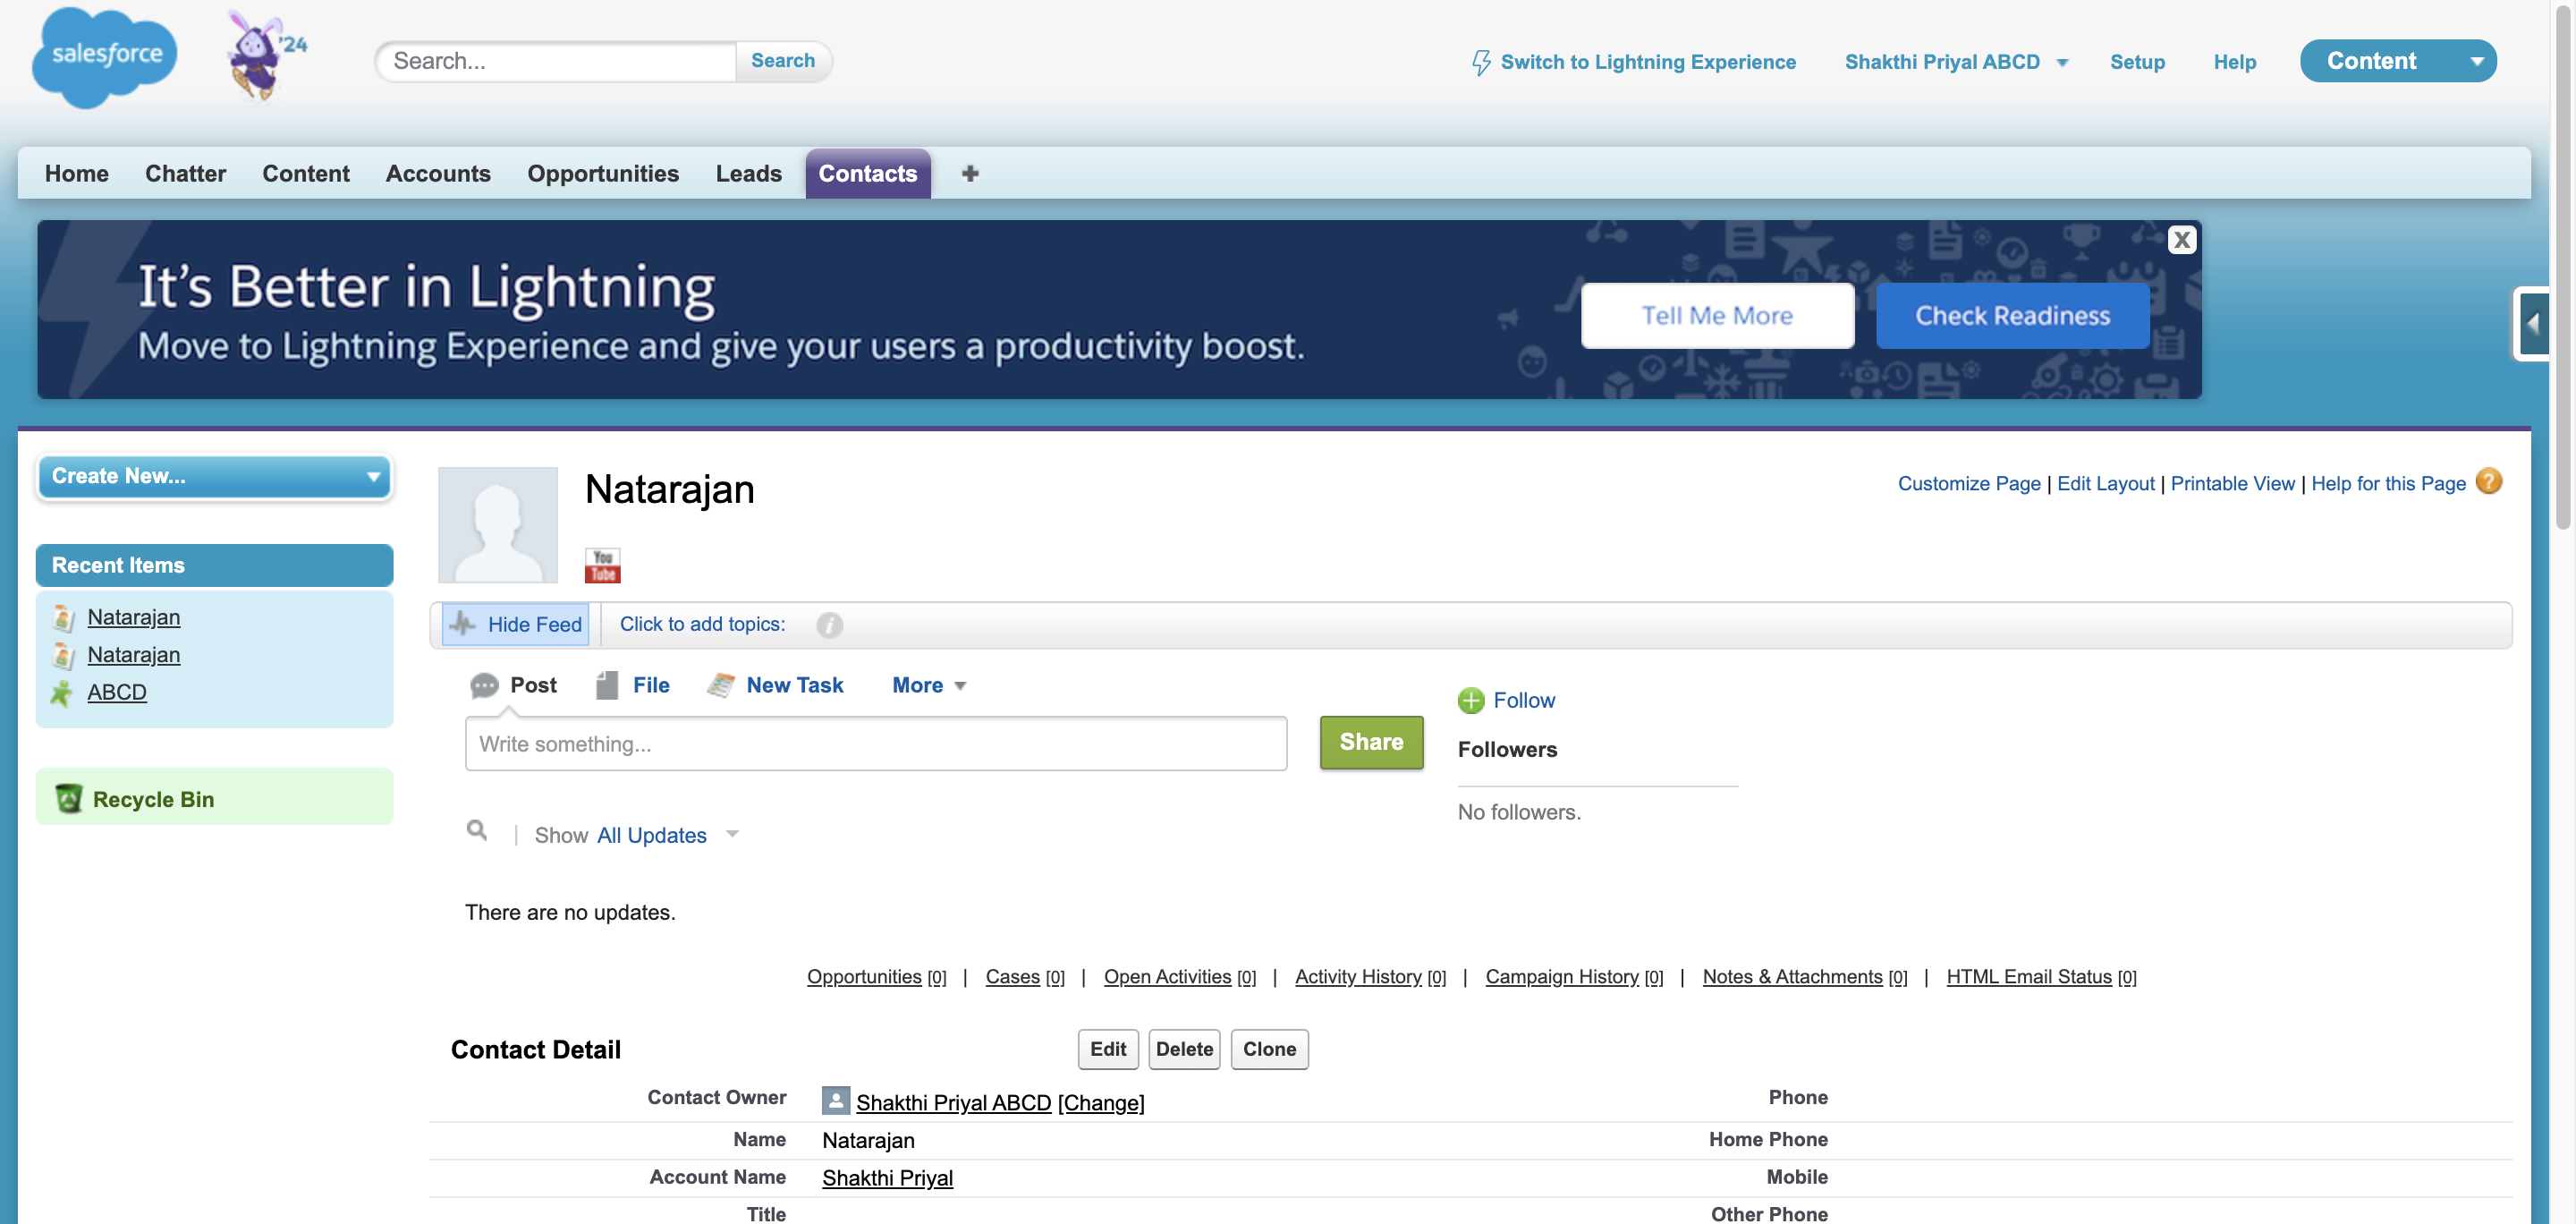 salesforce
'24
Search...
Search
Switch to Lightning Experience
Shakthi Priyal ABCD
Setup
Help
Content
Home
Chatter
Content
Accounts
Opportunities
Leads
Contacts
It's Better in Lightning
Move to Lightning Experience and give your users a productivity boost.
Tell Me More
Check Readiness
X
Create New...
Recent Items
Natarajan
Natarajan
ABCD
Recycle Bin
Natarajan
Customize Page | Edit Layout | Printable View | Help for this Page ?
You
Tube
Hide Feed
Click to add topics:
i
Post
File
New Task
More
Write something...
Share
Follow
Followers
No followers.
Show All Updates
There are no updates.
Opportunities [0] | Cases [0] | Open Activities [0] | Activity History [0] | Campaign History [0] | Notes & Attachments [0] | HTML Email Status [0]
Contact Detail
Edit
Delete
Clone
Contact Owner Shakthi Priyal ABCD [Change] Phone
Name Natarajan Home Phone
Account Name Shakthi Priyal Mobile
Title Other Phone